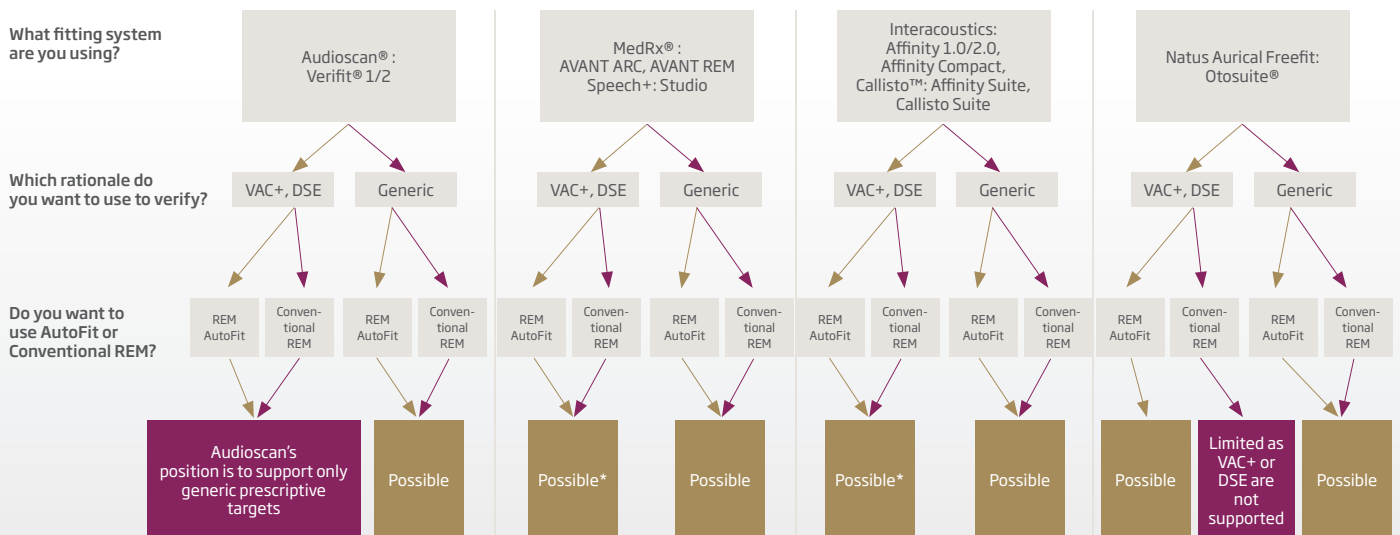 What fitting system
are you using?
Audioscan® :
Verifit® 1/2
MedRx® :
AVANT ARC, AVANT REM
Speech+: Studio
Interacoustics:
Affinity 1.0/2.0,
Affinity Compact,
Callisto™: Affinity Suite,
Callisto Suite
Natus Aurical Freefit:
Otosuite®
Which rationale do
you want to use to verify?
VAC+, DSE
Generic
VAC+, DSE
Generic
VAC+, DSE
Generic
VAC+, DSE
Generic
Do you want to
use AutoFit or
Conventional REM?
REM
AutoFit
Conven-
tional
REM
REM
AutoFit
Conven-
tional
REM
REM
AutoFit
Conven-
tional
REM
REM
AutoFit
Conven-
tional
REM
REM
AutoFit
Conven-
tional
REM
REM
AutoFit
Conven-
tional
REM
REM
AutoFit
Conven-
tional
REM
REM
AutoFit
Conven-
tional
REM
Audioscan's
position is to support only
generic prescriptive
targets
Possible
Possible*
Possible
Possible*
Possible
Possible
Limited as
VAC+ or
DSE are
not
supported
Possible